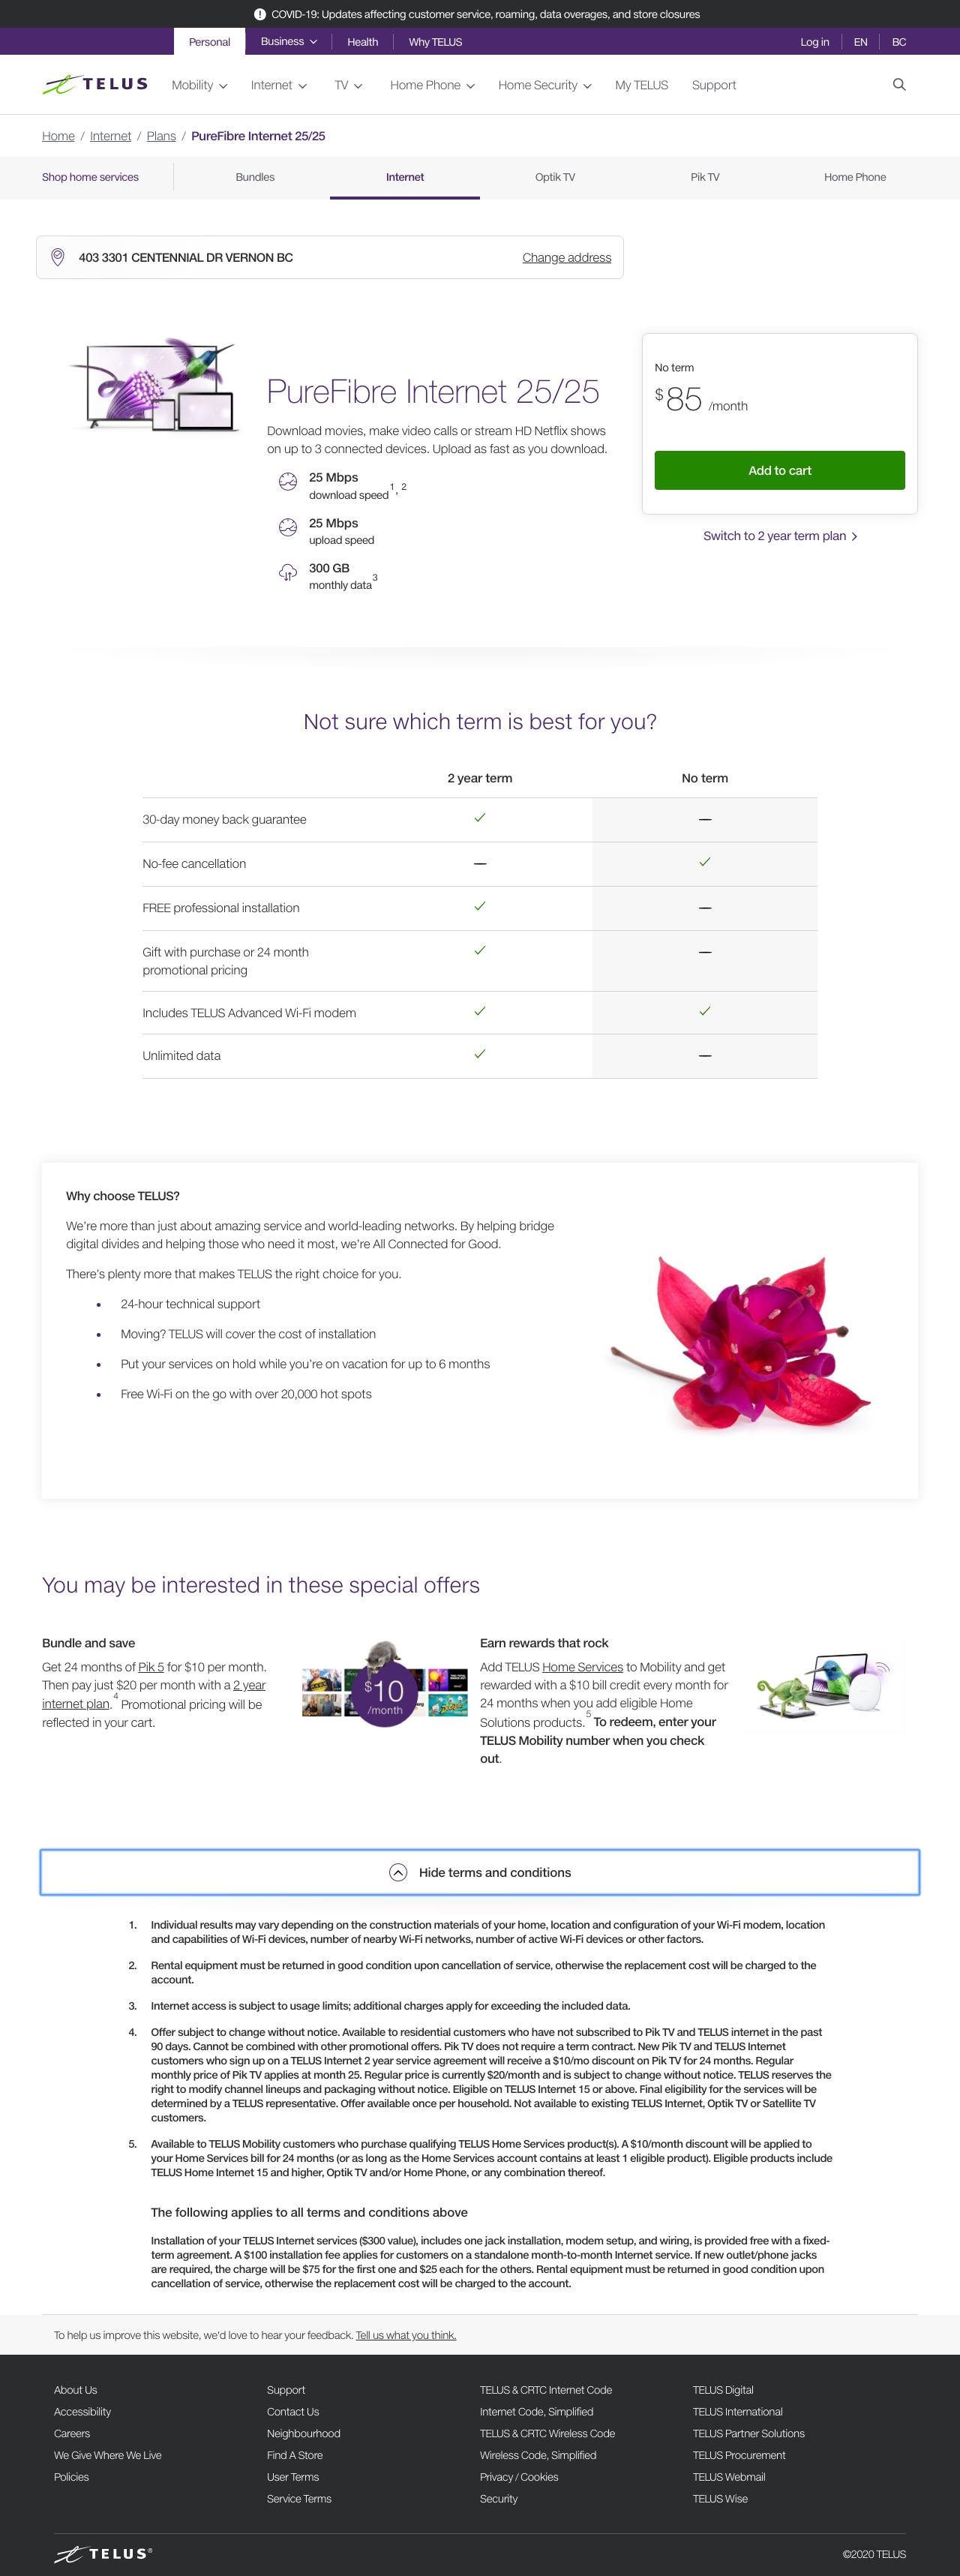 COVID-19: Updates affecting customer service, roaming, data overages, and store closures
Personal Business Health Why TELUS Log in EN BC
TELUS Mobility Internet TV Home Phone Home Security My TELUS Support
Home / Internet / Plans / PureFibre Internet 25/25
Shop home services Bundles Internet Optik TV Pik TV Home Phone
403 3301 CENTENNIAL DR VERNON BC Change address
PureFibre Internet 25/25
Download movies, make video calls or stream HD Netflix shows
on up to 3 connected devices. Upload as fast as you download.
25 Mbps
download speed1, 2
25 Mbps
upload speed
300 GB
monthly data3
No term
$85 /month
Add to cart
Switch to 2 year term plan
Not sure which term is best for you?
2 year term No term
30-day money back guarantee
No-fee cancellation
FREE professional installation
Gift with purchase or 24 month
promotional pricing
Includes TELUS Advanced Wi-Fi modem
Unlimited data
Why choose TELUS?
We're more than just about amazing service and world-leading networks. By helping bridge
digital divides and helping those who need it most, we're All Connected for Good.
There's plenty more that makes TELUS the right choice for you.
• 24-hour technical support
• Moving? TELUS will cover the cost of installation
• Put your services on hold while you're on vacation for up to 6 months
• Free Wi-Fi on the go with over 20,000 hot spots
You may be interested in these special offers
Bundle and save
Get 24 months of Pik 5 for $10 per month.
Then pay just $20 per month with a 2 year
internet plan.4 Promotional pricing will be
reflected in your cart.
$10
/month
Earn rewards that rock
Add TELUS Home Services to Mobility and get
rewarded with a $10 bill credit every month for
24 months when you add eligible Home
Solutions products.5 To redeem, enter your
TELUS Mobility number when you check
out.
Hide terms and conditions
1. Individual results may vary depending on the construction materials of your home, location and configuration of your Wi-Fi modem, location
and capabilities of Wi-Fi devices, number of nearby Wi-Fi networks, number of active Wi-Fi devices or other factors.
2. Rental equipment must be returned in good condition upon cancellation of service, otherwise the replacement cost will be charged to the
account.
3. Internet access is subject to usage limits; additional charges apply for exceeding the included data.
4. Offer subject to change without notice. Available to residential customers who have not subscribed to Pik TV and TELUS internet in the past
90 days. Cannot be combined with other promotional offers. Pik TV does not require a term contract. New Pik TV and TELUS Internet
customers who sign up on a TELUS Internet 2 year service agreement will receive a $10/mo discount on Pik TV for 24 months. Regular
monthly price of Pik TV applies at month 25. Regular price is currently $20/month and is subject to change without notice. TELUS reserves the
right to modify channel lineups and packaging without notice. Eligible on TELUS Internet 15 or above. Final eligibility for the services will be
determined by a TELUS representative. Offer available once per household. Not available to existing TELUS Internet, Optik TV or Satellite TV
customers.
5. Available to TELUS Mobility customers who purchase qualifying TELUS Home Services product(s). A $10/month discount will be applied to
your Home Services bill for 24 months (or as long as the Home Services account contains at least 1 eligible product). Eligible products include
TELUS Home Internet 15 and higher, Optik TV and/or Home Phone, or any combination thereof.
The following applies to all terms and conditions above
Installation of your TELUS Internet services ($300 value), includes one jack installation, modem setup, and wiring, is provided free with a fixed-
term agreement. A $100 installation fee applies for customers on a standalone month-to-month Internet service. If new outlet/phone jacks
are required, the charge will be $75 for the first one and $25 each for the others. Rental equipment must be returned in good condition upon
cancellation of service, otherwise the replacement cost will be charged to the account.
To help us improve this website, we'd love to hear your feedback. Tell us what you think.
About Us Support TELUS & CRTC Internet Code TELUS Digital
Accessibility Contact Us Internet Code, Simplified TELUS International
Careers Neighbourhood TELUS & CRTC Wireless Code TELUS Partner Solutions
We Give Where We Live Find A Store Wireless Code, Simplified TELUS Procurement
Policies User Terms Privacy / Cookies TELUS Webmail
Service Terms Security TELUS Wise
TELUS® ©2020 TELUS